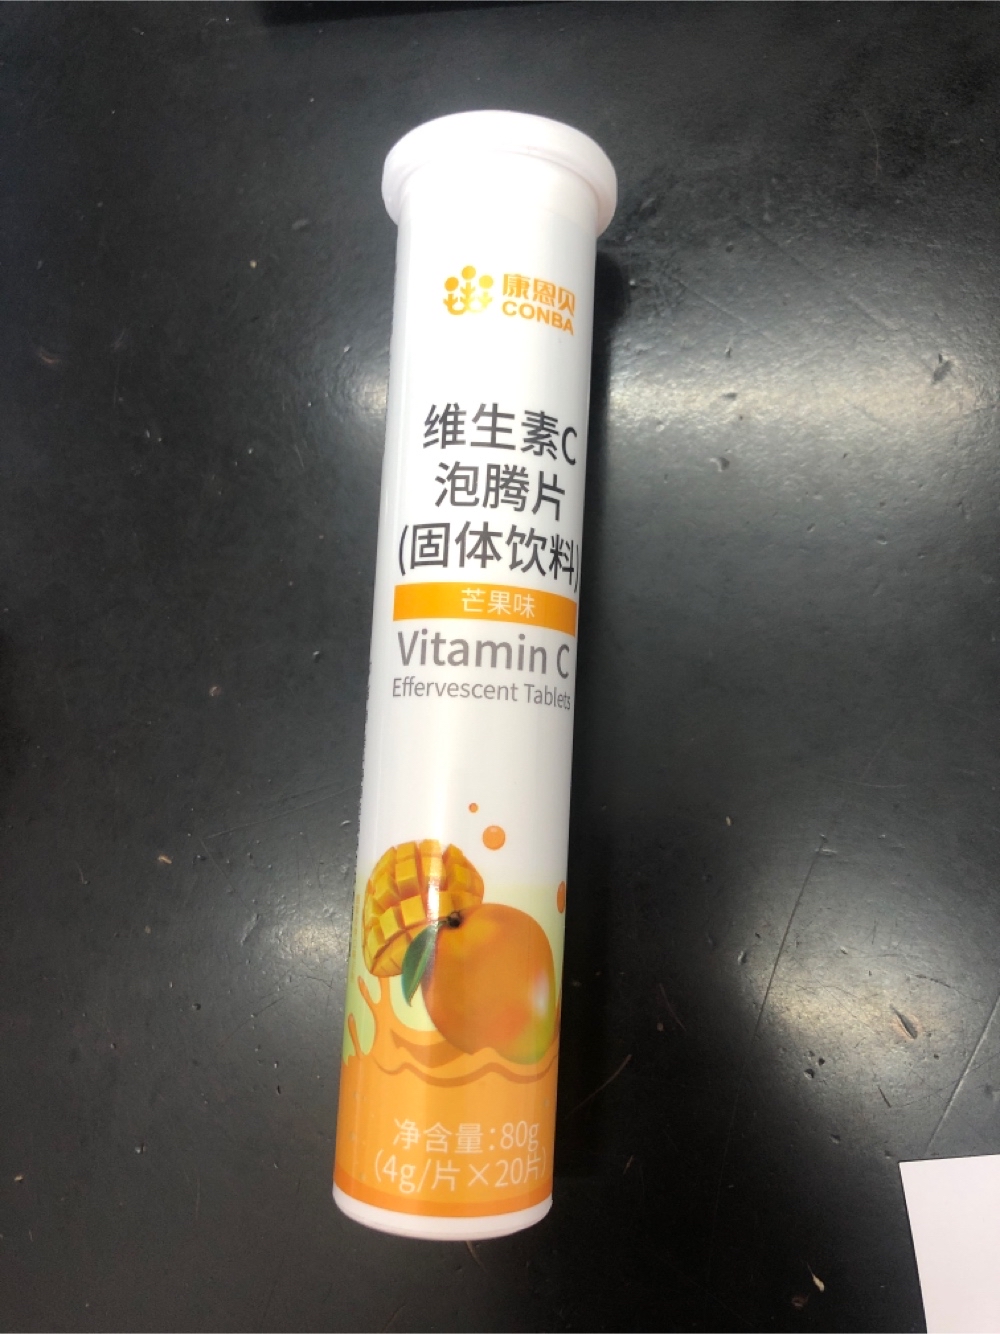 康恩贝
CONBA
维生素C
泡腾片
(固体饮料)
芒果味
Vitamin C
Effervescent Tablets
净含量:80g
(4g/片×20片)